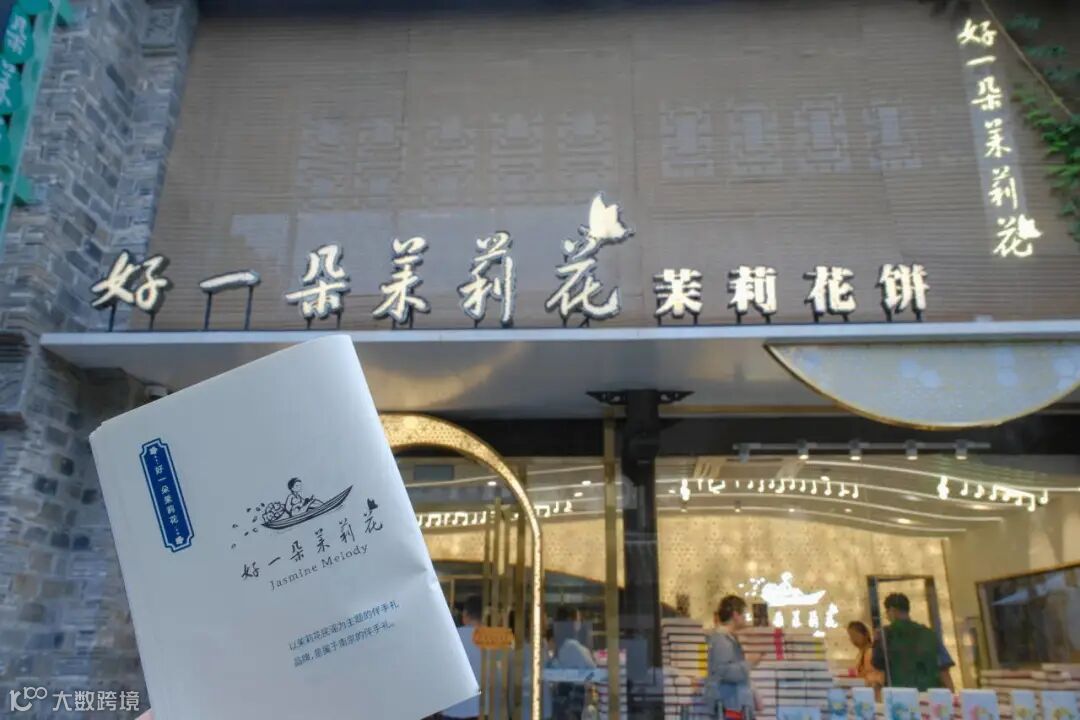 好一朵茉莉花
好一朵茉莉花 茉莉花饼
好一朵茉莉花
好一朵茉莉花
Jasmine Melody
以茉莉花民谣为主题的伴手礼
品牌,是属于南京的伴手礼。
大数跨境